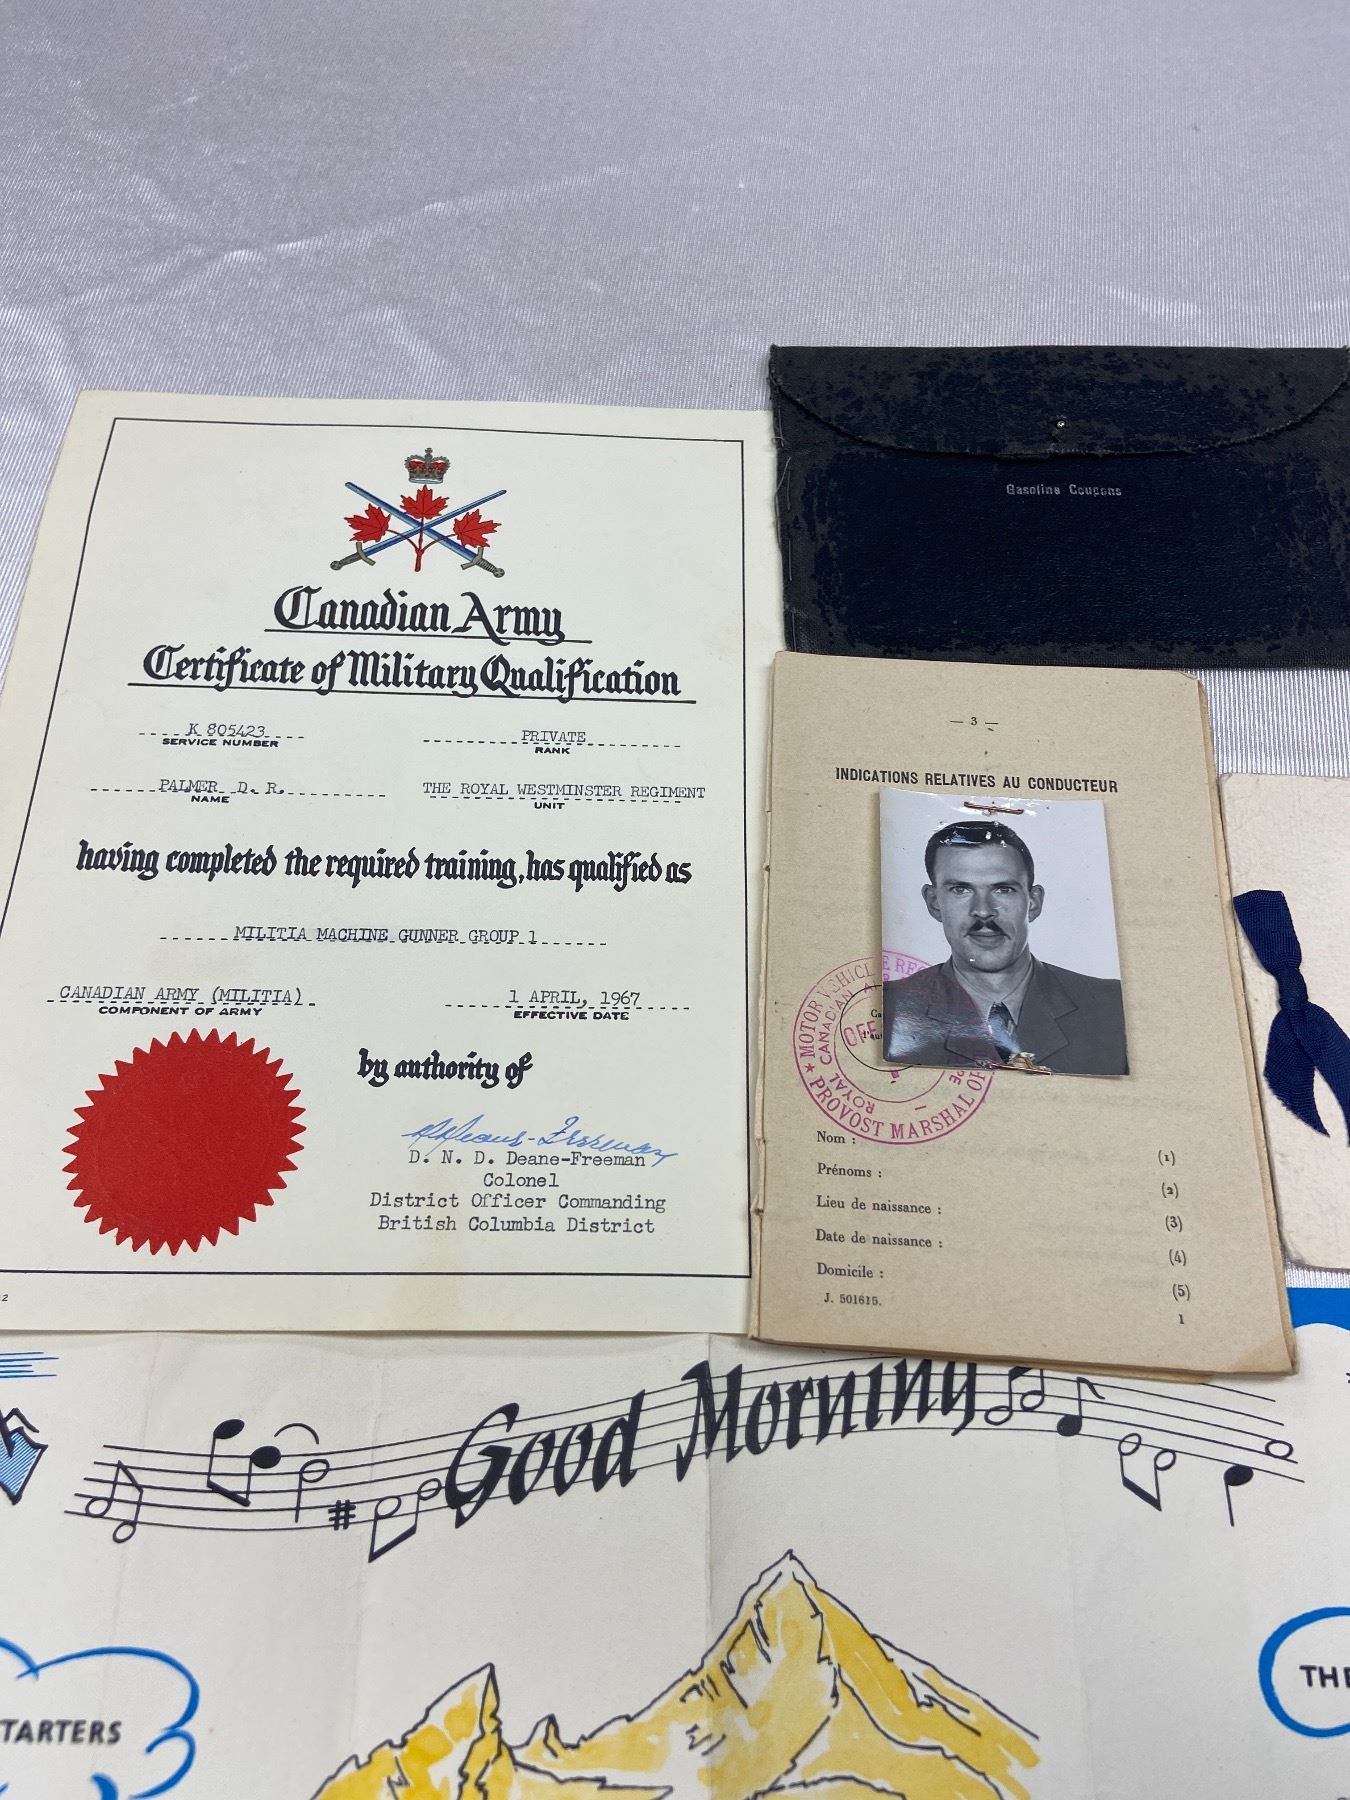 Canadian Army
Certificate of Military Qualification
K 805423
SERVICE NUMBER
PRIVATE
RANK
PALMER D. R.
NAME
THE ROYAL WESTMINSTER REGIMENT
UNIT
having completed the required training, has qualified as
MILITIA MACHINE GUNNER GROUP 1
CANADIAN ARMY (MILITIA)
COMPONENT OF ARMY
1 APRIL, 1967
EFFECTIVE DATE
by authority of
D. N. D. Deane-Freeman
Colonel
District Officer Commanding
British Columbia District
Gasoline Coupons
— 3 —
INDICATIONS RELATIVES AU CONDUCTEUR
MOTOR VEHICLE
PROVOST MARSHAL
ROYAL CANADIAN
Nom : (1)
Prénoms : (2)
Lieu de naissance : (3)
Date de naissance : (4)
Domicile : (5)
J. 501615. 1
Good Morning
TARTERS